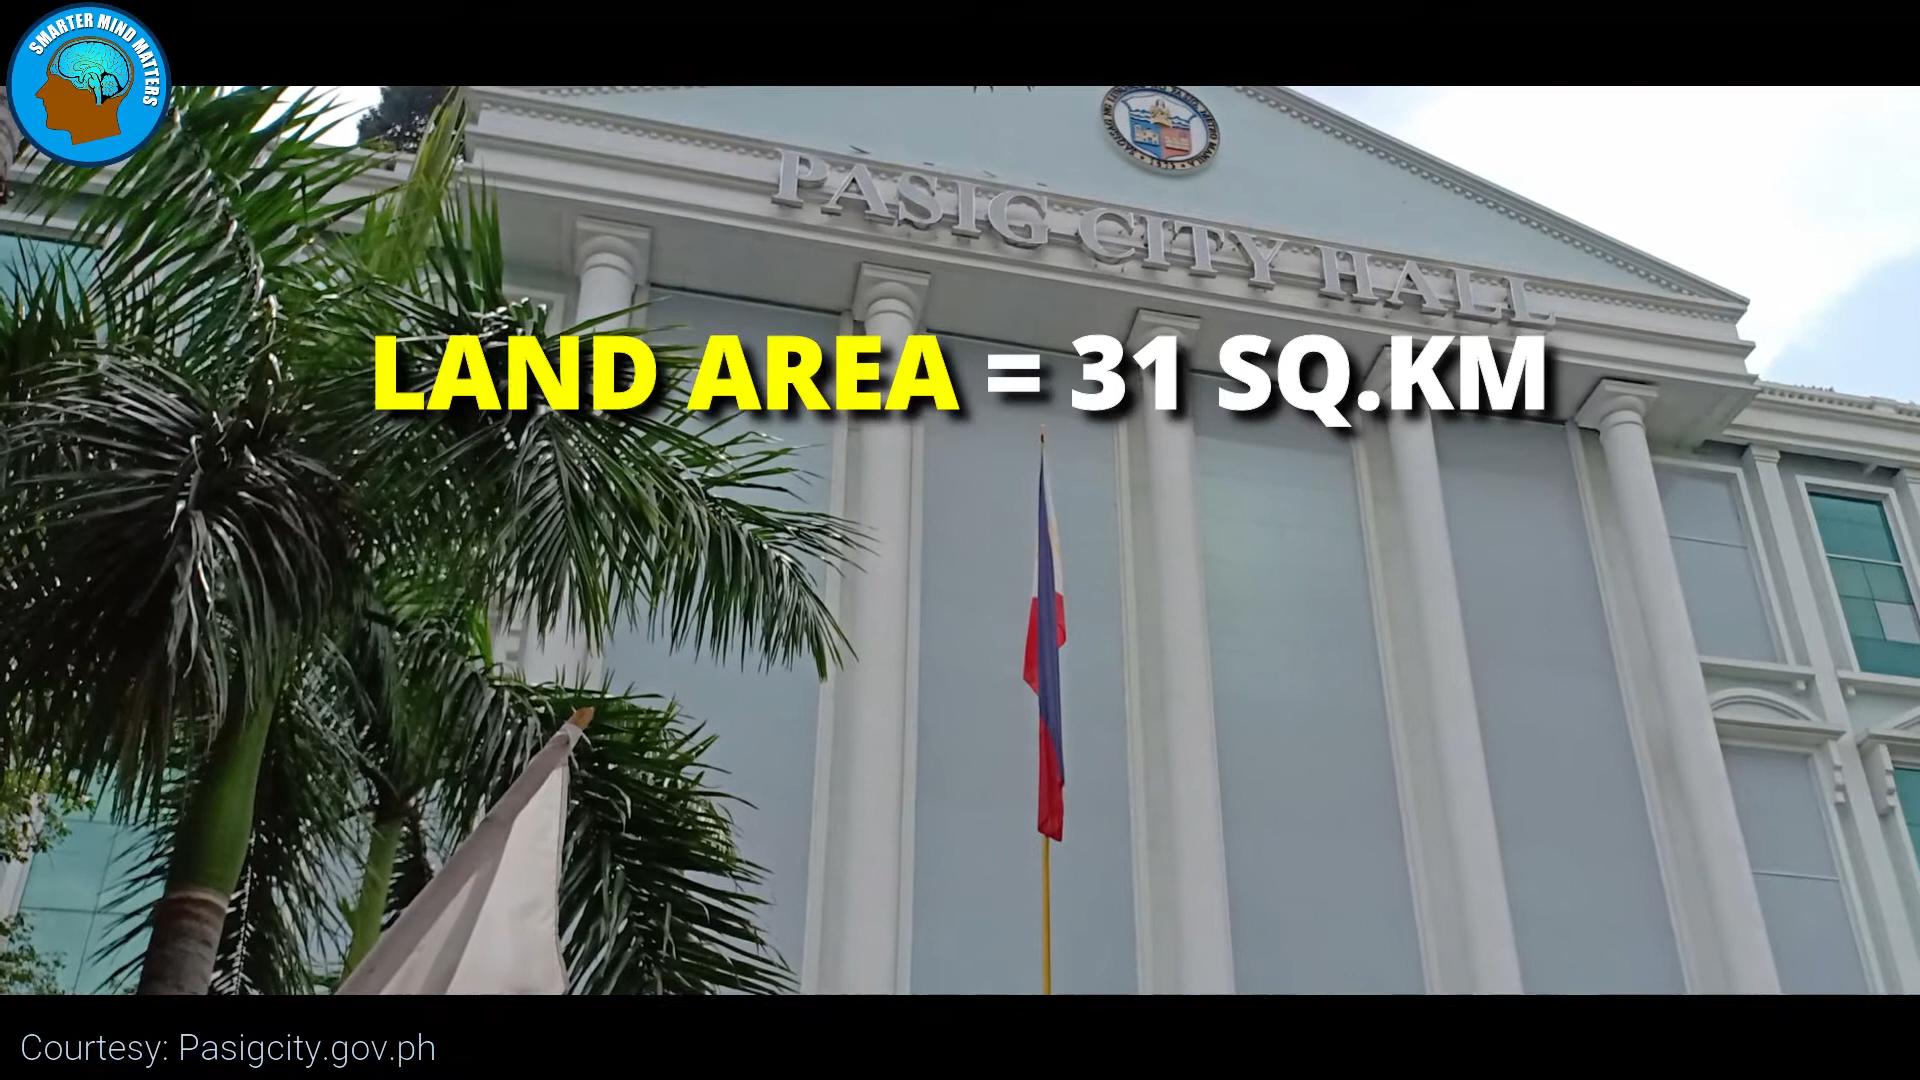 SMARTER MIND MATTERS
PASIG CITY HALL
LAND AREA = 31 SQ.KM
Courtesy: Pasigcity.gov.ph